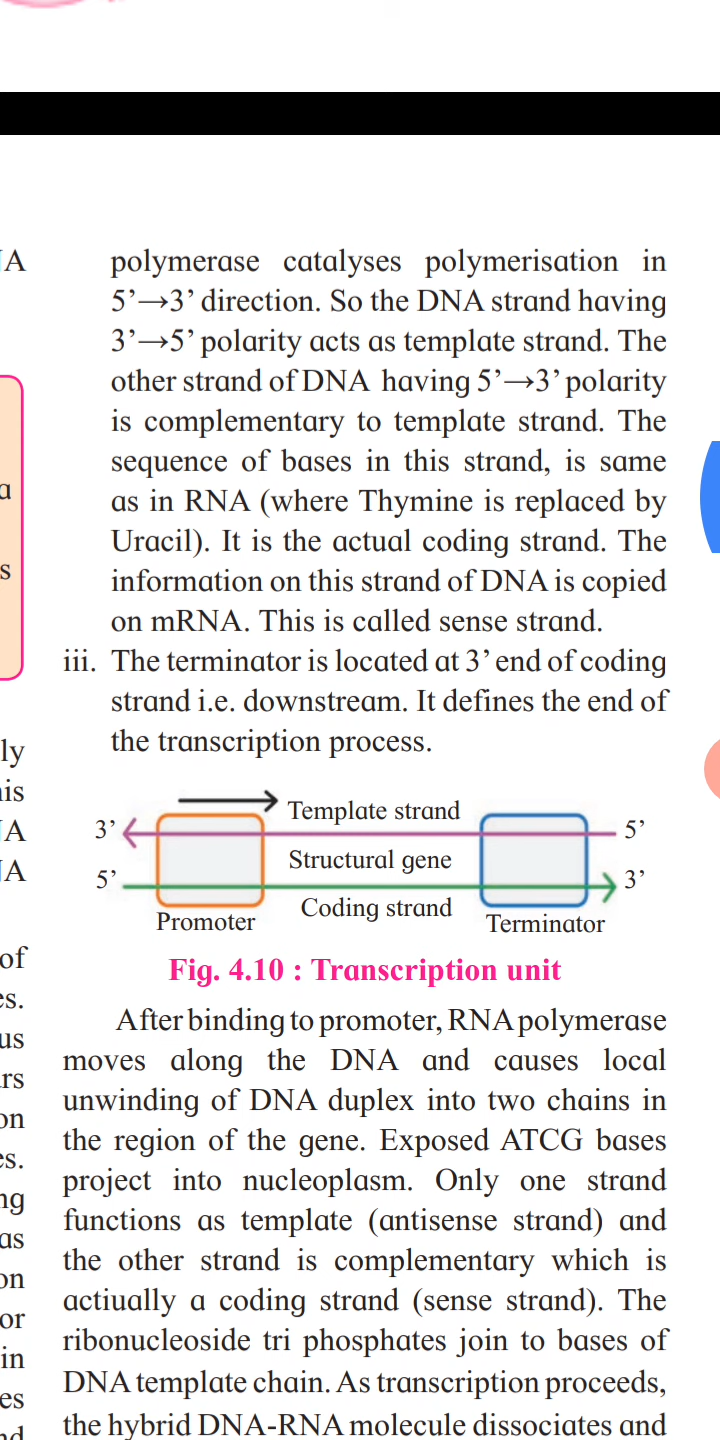 polymerase catalyses polymerisation in
5’→3’ direction. So the DNA strand having
3’→5’ polarity acts as template strand. The
other strand of DNA having 5’→3’ polarity
is complementary to template strand. The
sequence of bases in this strand, is same
as in RNA (where Thymine is replaced by
Uracil). It is the actual coding strand. The
information on this strand of DNA is copied
on mRNA. This is called sense strand.
iii. The terminator is located at 3’ end of coding
strand i.e. downstream. It defines the end of
the transcription process.
Template strand
3’ 5’
Structural gene
5’ 3’
Coding strand
Promoter Terminator
Fig. 4.10 : Transcription unit
After binding to promoter, RNA polymerase
moves along the DNA and causes local
unwinding of DNA duplex into two chains in
the region of the gene. Exposed ATCG bases
project into nucleoplasm. Only one strand
functions as template (antisense strand) and
the other strand is complementary which is
actiually a coding strand (sense strand). The
ribonucleoside tri phosphates join to bases of
DNA template chain. As transcription proceeds,
the hybrid DNA-RNA molecule dissociates and